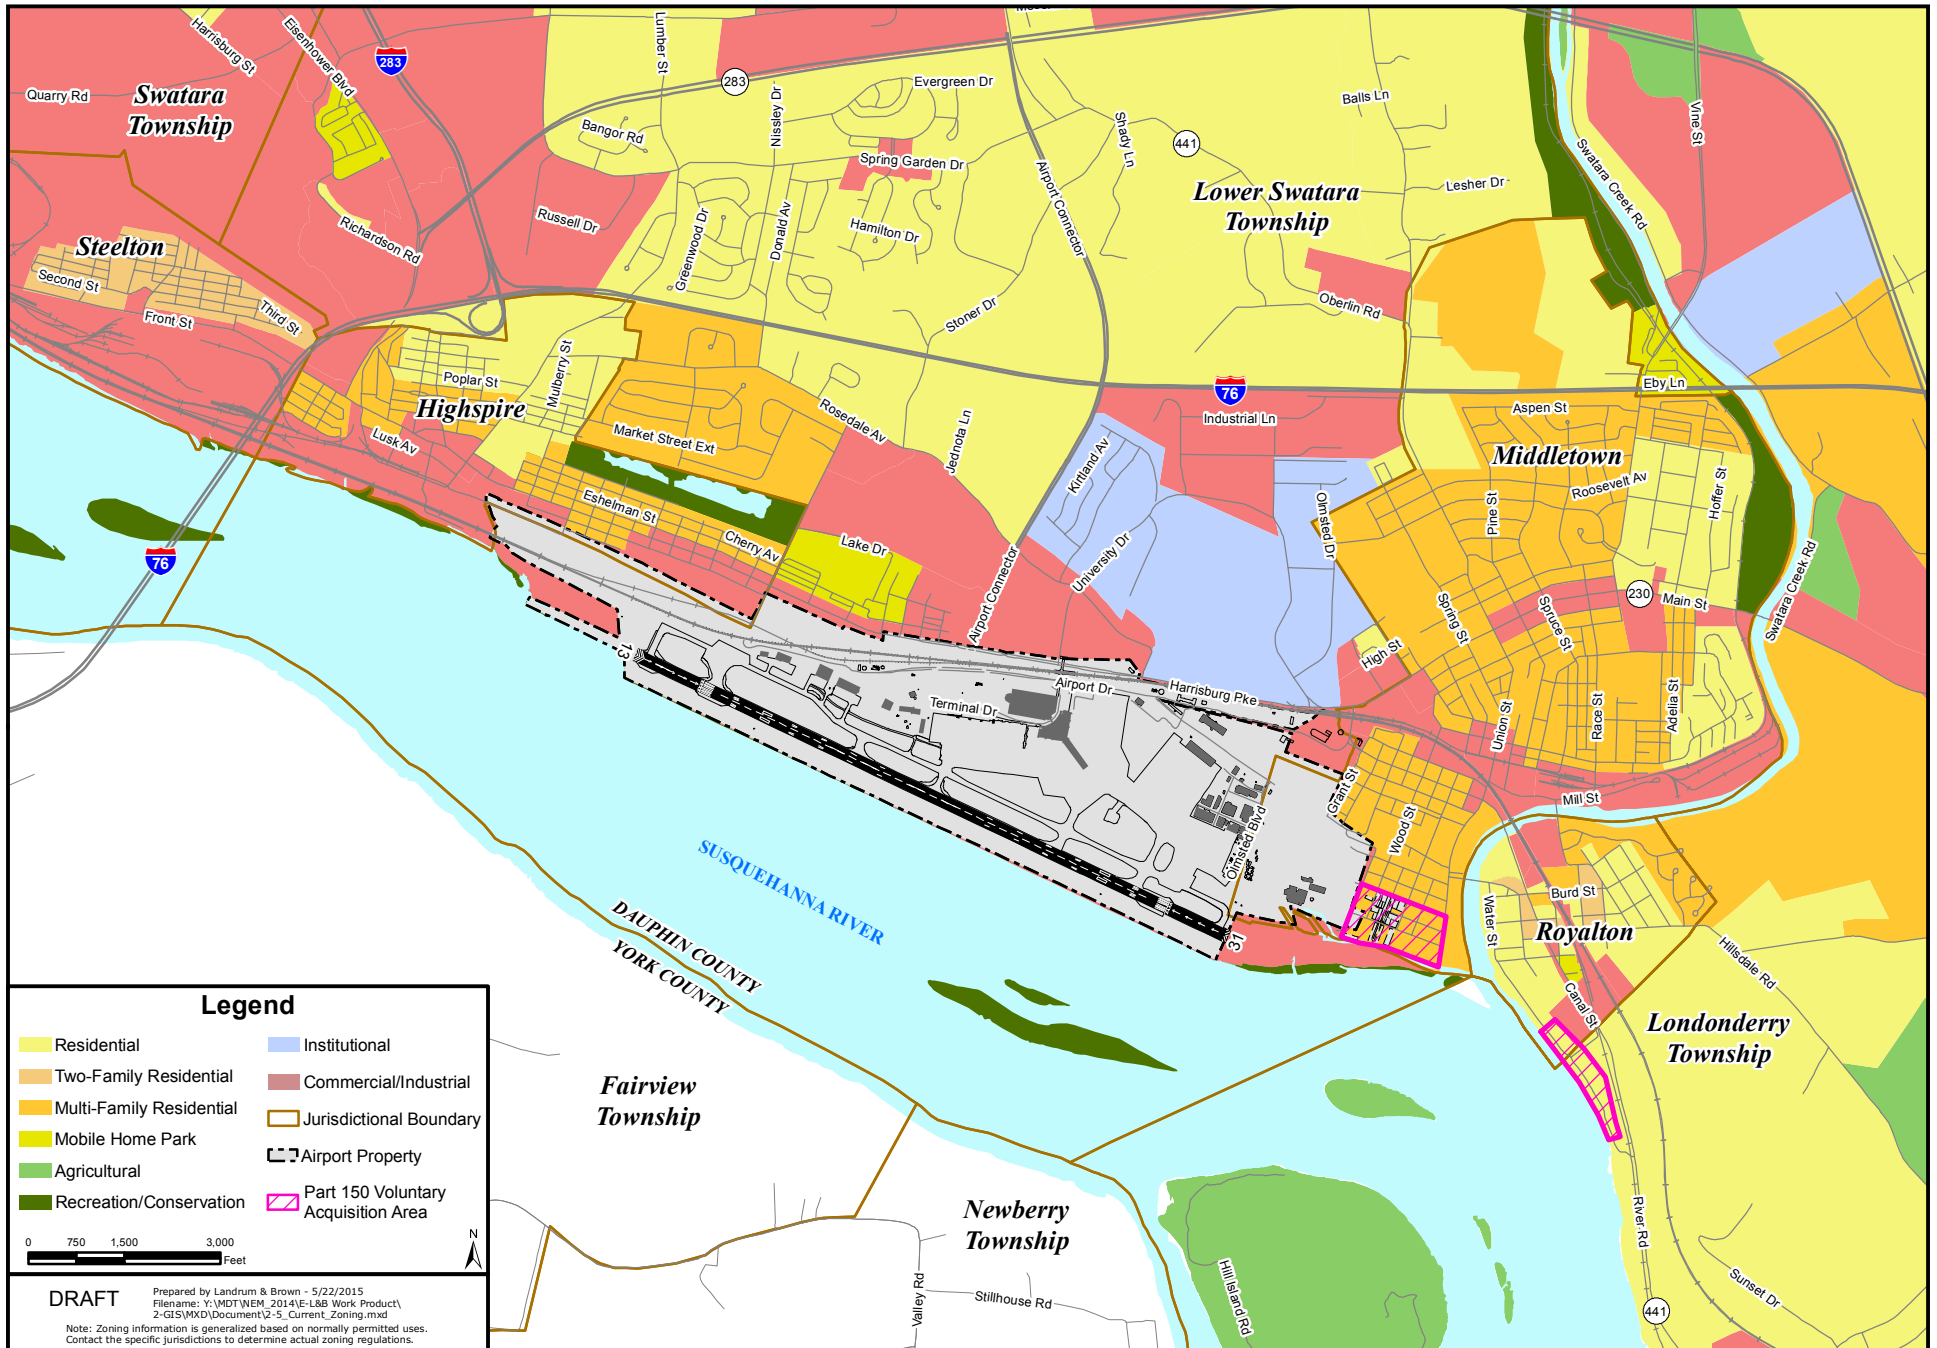 Harrisburg St
Eisenhower Blvd
283
Lumber St
283
Nissley Dr
Evergreen Dr
Quarry Rd
Swatara
Township
Bangor Rd
Spring Garden Dr
Shady Ln
441
Balls Ln
Vine St
Swatara Creek Rd
Lower Swatara
Township
Lesher Dr
Airport Connector
Richardson Rd
Russell Dr
Greenwood Dr
Donald Av
Hamilton Dr
Steelton
Second St
Third St
Front St
Stoner Dr
Oberlin Rd
Poplar St
Mulberry St
Highspire
Lusk Av
Market Street Ext
Rosedale Av
Jednota Ln
76
Industrial Ln
Eby Ln
Aspen St
Middletown
Kirtland Av
Roosevelt Av
Hoffer St
Pine St
Olmsted Dr
Eshelman St
Cherry Av
Lake Dr
University Dr
Airport Connector
76
230
Main St
Swatara Creek Rd
Spring St
Spruce St
High St
13
Airport Dr
Harrisburg Pke
Terminal Dr
Union St
Race St
Adelia St
Grant St
Wood St
Mill St
Olmsted Blvd
SUSQUEHANNA RIVER
31
Burd St
Water St
Royalton
Hillsdale Rd
Canal St
DAUPHIN COUNTY
YORK COUNTY
Londonderry
Township
Fairview
Township
Newberry
Township
River Rd
441
Sunset Dr
Hill Island Rd
Valley Rd
Stillhouse Rd
Legend
Residential
Two-Family Residential
Multi-Family Residential
Mobile Home Park
Agricultural
Recreation/Conservation
Institutional
Commercial/Industrial
Jurisdictional Boundary
Airport Property
Part 150 Voluntary
Acquisition Area
0 750 1,500 3,000
Feet
N
DRAFT
Prepared by Landrum & Brown - 5/22/2015
Filename: Y:\MDT\NEM_2014\E-L&B Work Product\
2-GIS\MXD\Document\2-5_Current_Zoning.mxd
Note: Zoning information is generalized based on normally permitted uses.
Contact the specific jurisdictions to determine actual zoning regulations.